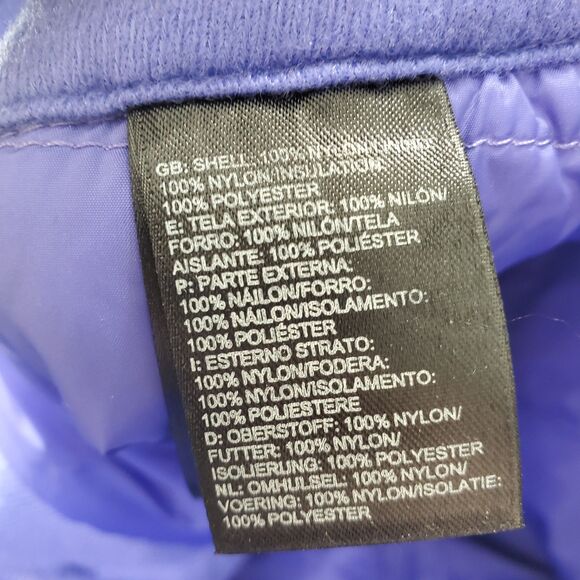 GB: SHELL: 100% NYLON/LINING:
100% NYLON/INSULATION:
100% POLYESTER
E: TELA EXTERIOR: 100% NILÓN/
FORRO: 100% NILÓN/TELA
AISLANTE: 100% POLIÉSTER
P: PARTE EXTERNA:
100% NÁILON/FORRO:
100% NÁILON/ISOLAMENTO:
100% POLIÉSTER
I: ESTERNO STRATO:
100% NYLON/FODERA:
100% NYLON/ISOLAMENTO:
100% POLIESTERE
D: OBERSTOFF: 100% NYLON/
FUTTER: 100% NYLON/
ISOLIERUNG: 100% POLYESTER
NL: OMHULSEL: 100% NYLON/
VOERING: 100% NYLON/ISOLATIE:
100% POLYESTER